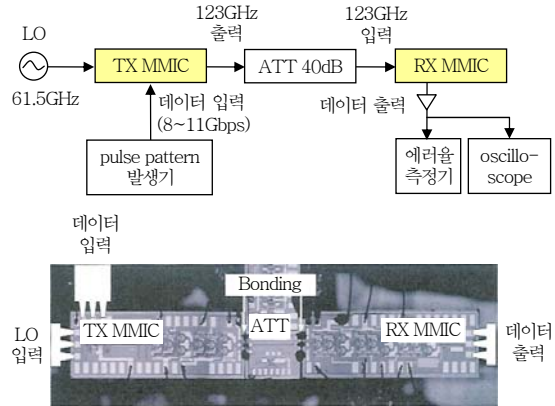 LO
61.5GHz
TX MMIC
123GHz
출력
ATT 40dB
123GHz
입력
RX MMIC
데이터 입력
(8~11Gbps)
pulse pattern
발생기
데이터 출력
에러율
측정기
oscillo-
scope
데이터
입력
Bonding
LO
입력
TX MMIC
ATT
RX MMIC
데이터
출력